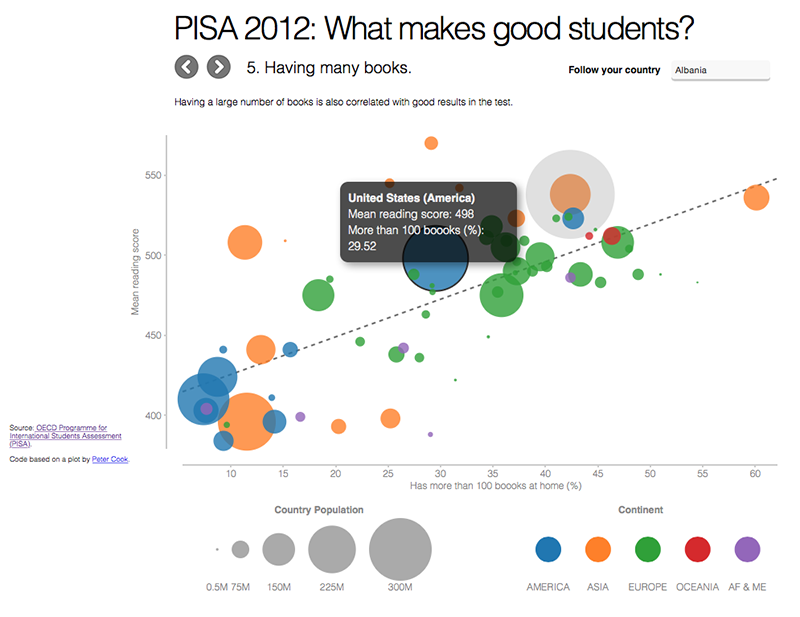 PISA 2012: What makes good students?
5. Having many books.
Follow your country
Albania
Having a large number of books is also correlated with good results in the test.
550
500
450
400
Mean reading score
United States (America)
Mean reading score: 498
More than 100 boooks (%):
29.52
10 15 20 25 30 35 40 45 50 55 60
Has more than 100 boooks at home (%)
Source: OECD Programme for
International Students Assessment
(PISA).
Code based on a plot by Peter Cook.
Country Population
0.5M 75M 150M 225M 300M
Continent
AMERICA ASIA EUROPE OCEANIA AF & ME